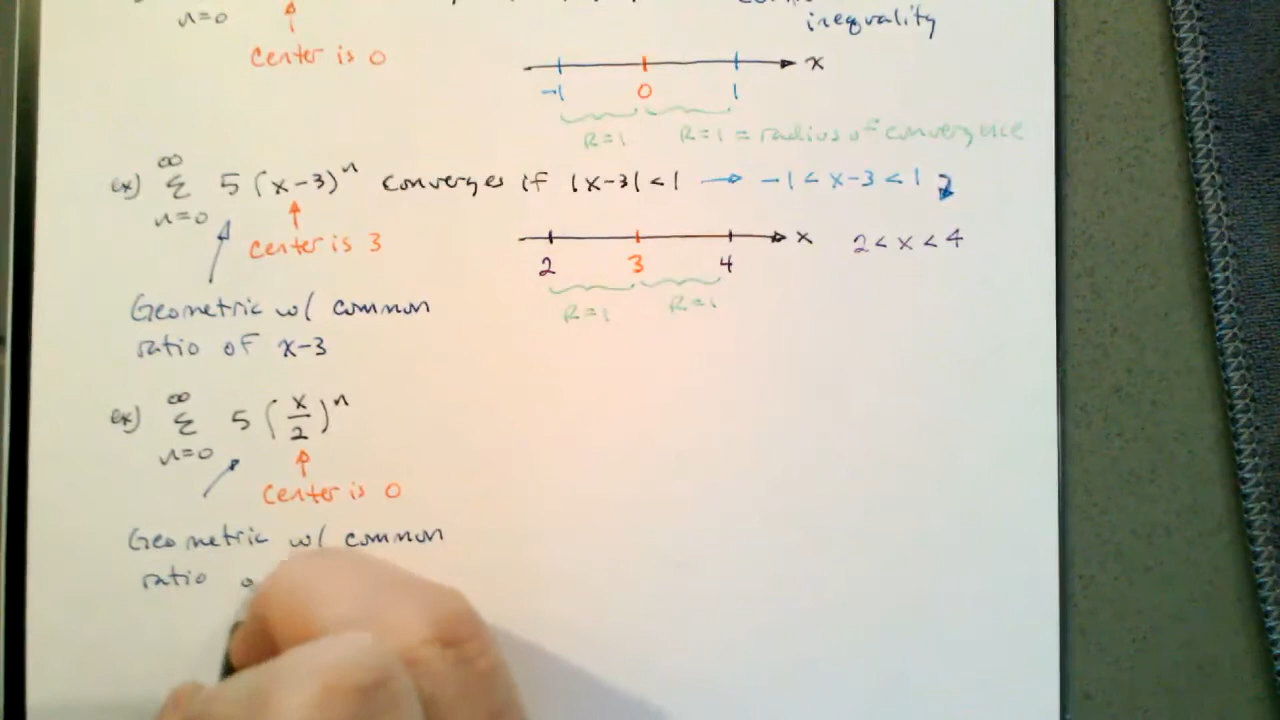 n=0
center is 0
inequality
x
-1 0 1
R=1 R=1 = radius of convergence
ex) ∞ Σ n=0 5 (x-3)^n converges if |x-3| < 1 → -1 < x-3 < 1
center is 3
x 2 < x < 4
2 3 4
R=1 R=1
Geometric w/ common
ratio of x-3
ex) ∞ Σ n=0 5 (x/2)^n
center is 0
Geometric w/ common
ratio o